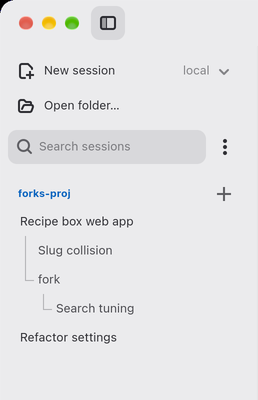 New session local
Open folder...
Search sessions
forks-proj
Recipe box web app
Slug collision
fork
Search tuning
Refactor settings